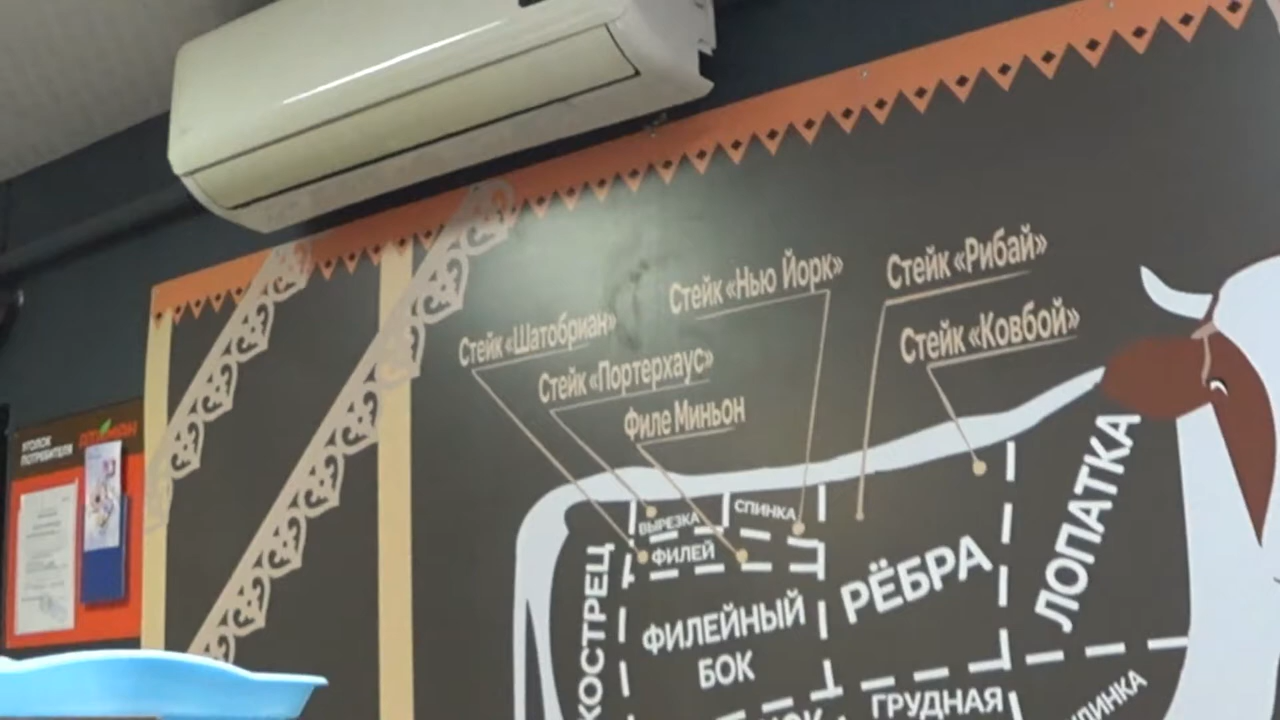 Стейк «Рибай»
Стейк «Нью Йорк»
Стейк «Ковбой»
Стейк «Шатобриан»
Стейк «Портерхаус»
Филе Миньон
ВЫРЕЗКА
СПИНКА
ФИЛЕЙ
КОСТРЕЦ
ФИЛЕЙНЫЙ
БОК
РЁБРА
ЛОПАТКА
ГРУДНАЯ
УГОЛОК
ПОТРЕБИТЕЛЯ